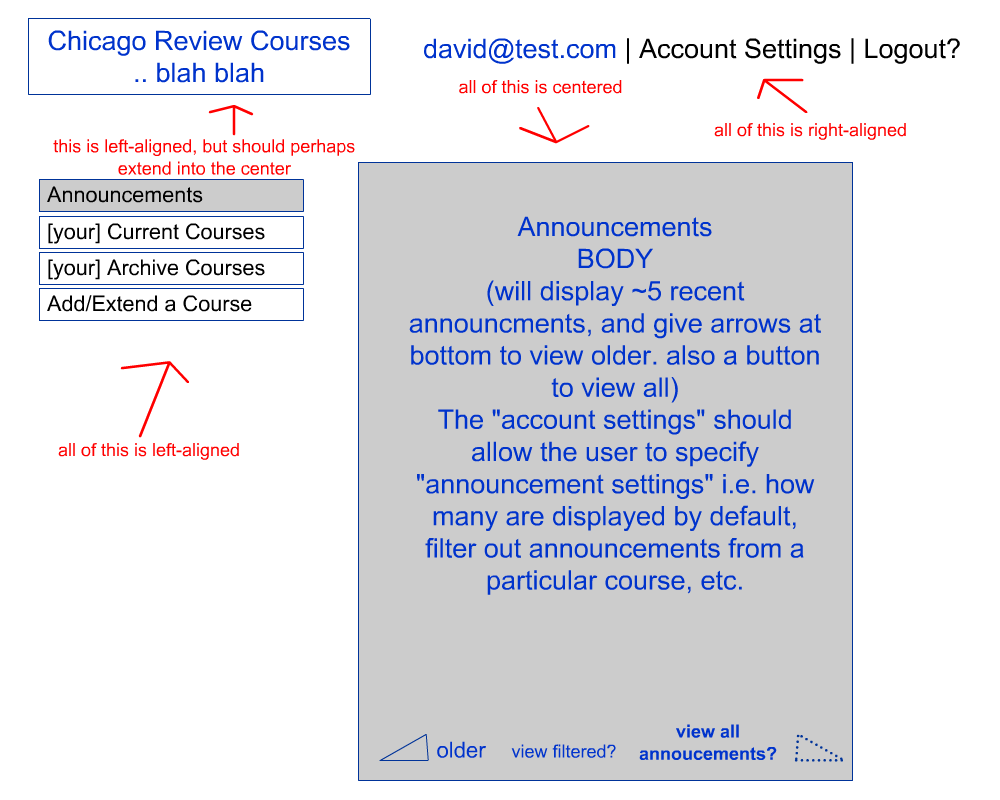 Chicago Review Courses
.. blah blah
david@test.com | Account Settings | Logout?
all of this is centered
all of this is right-aligned
this is left-aligned, but should perhaps
extend into the center
Announcements
[your] Current Courses
[your] Archive Courses
Add/Extend a Course
all of this is left-aligned
Announcements
BODY
(will display ~5 recent
announcments, and give arrows at
bottom to view older. also a button
to view all)
The "account settings" should
allow the user to specify
"announcement settings" i.e. how
many are displayed by default,
filter out announcements from a
particular course, etc.
older
view filtered?
view all
annoucements?